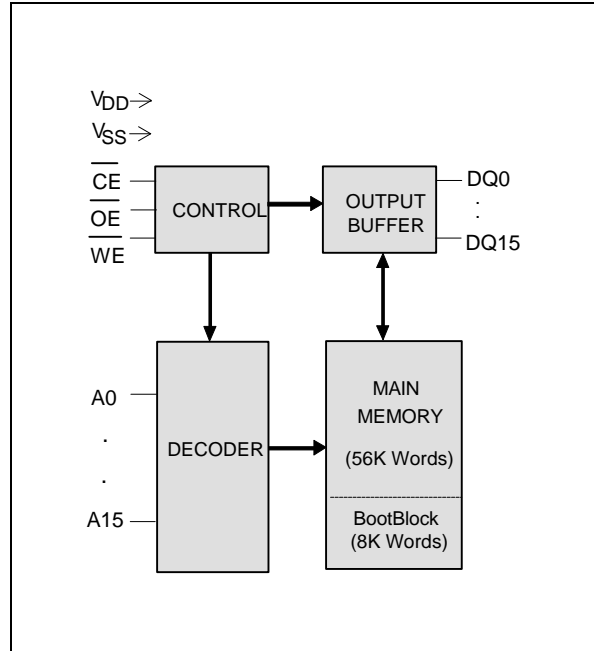 VDD
VSS
CE
OE
WE
CONTROL
OUTPUT
BUFFER
DQ0
.
.
DQ15
A0
.
.
A15
DECODER
MAIN
MEMORY
(56K Words)
BootBlock
(8K Words)